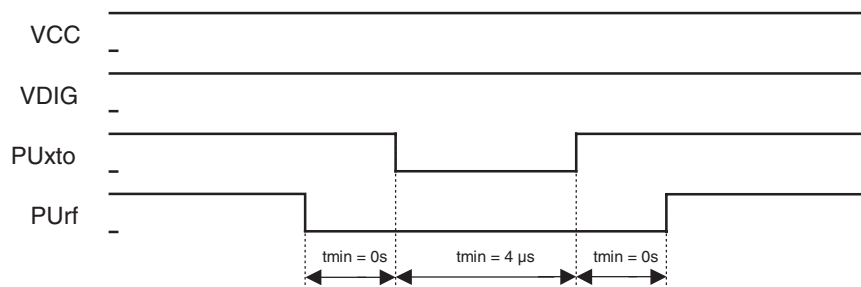 VCC
VDIG
PUxto
PUrf
tmin = 0s tmin = 4 µs tmin = 0s